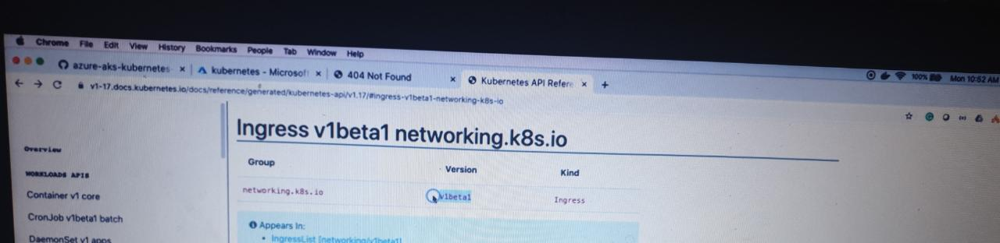 Chrome File Edit View History Bookmarks People Tab Window Help
100% Mon 10:52 AM
azure-aks-kubernetes
kubernetes - Microsoft
404 Not Found
Kubernetes API Refere
v1-17.docs.kubernetes.io/docs/reference/generated/kubernetes-api/v1.17/#ingress-v1beta1-networking-k8s-io
Overview
WORKLOADS APIS
Container v1 core
CronJob v1beta1 batch
DaemonSet v1 apps
Ingress v1beta1 networking.k8s.io
Group Version Kind
networking.k8s.io v1beta1 Ingress
Appears In:
IngressList [networking/v1beta1]